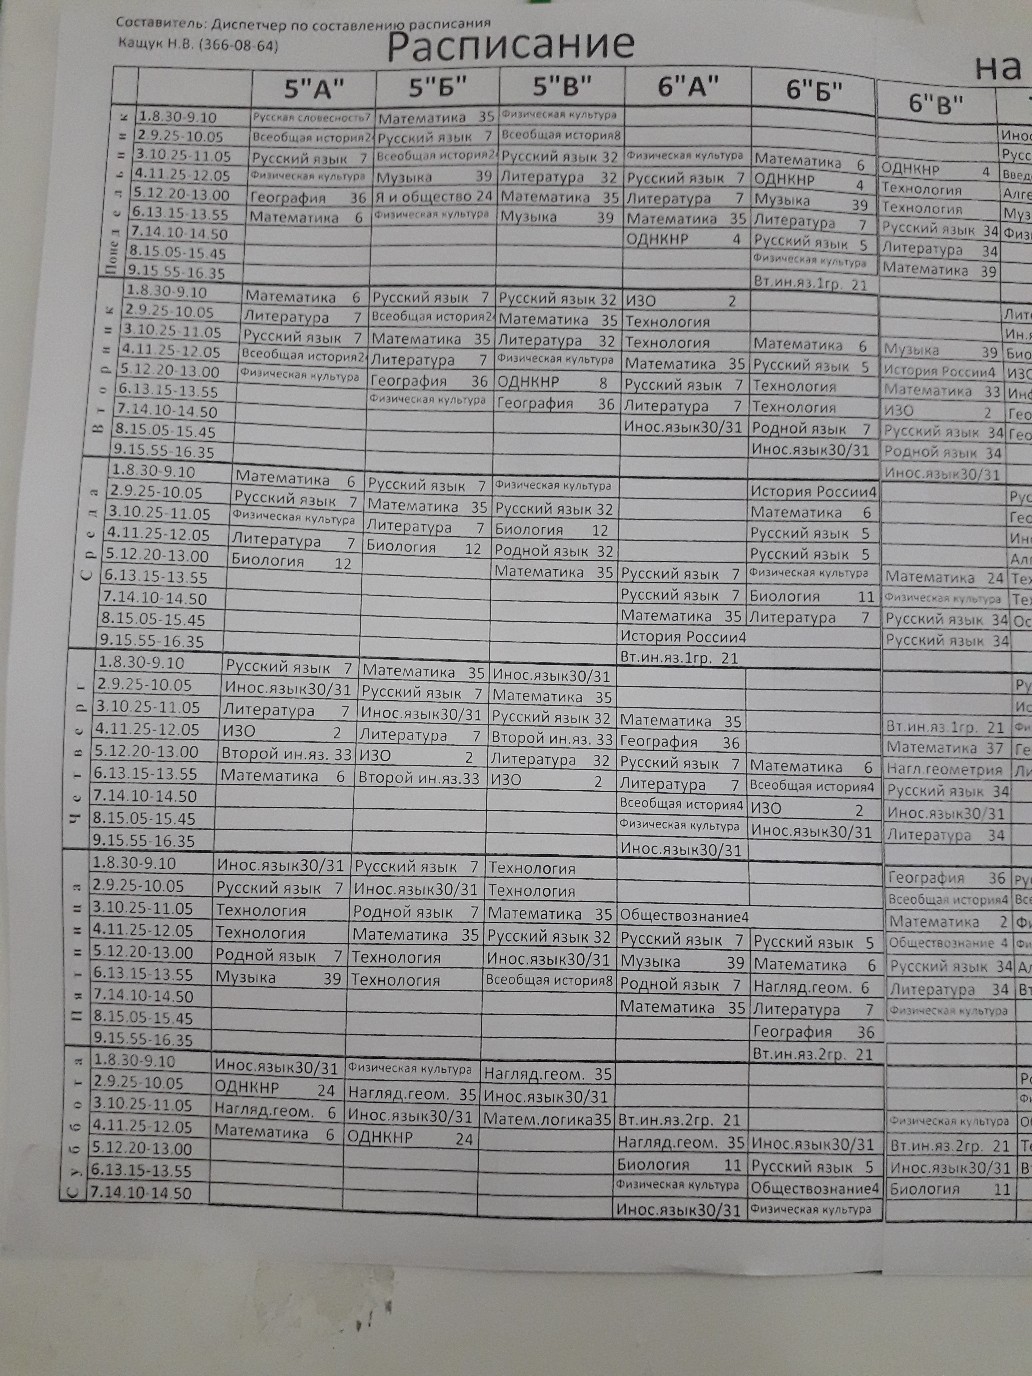 Составитель: Диспетчер по составлению расписания
Кащук Н.В. (366-08-64)
Расписание на
5"А" 5"Б" 5"В" 6"А" 6"Б" 6"В"
Понедельник
1.8.30-9.10 Русская словесность7 Математика 35 Физическая культура Инос
2.9.25-10.05 Всеобщая история2 Русский язык 7 Всеобщая история8 Русс
3.10.25-11.05 Русский язык 7 Всеобщая история2 Русский язык 32 Физическая культура Математика 6 ОДНКНР 4 Введе
4.11.25-12.05 Физическая культура Музыка 39 Литература 32 Русский язык 7 ОДНКНР 4 Технология Алге
5.12.20-13.00 География 36 Я и общество 24 Математика 35 Литература 7 Музыка 39 Технология Муз
6.13.15-13.55 Математика 6 Физическая культура Музыка 39 Математика 35 Литература 7 Русский язык 34 Физи
7.14.10-14.50 ОДНКНР 4 Русский язык 5 Литература 34
8.15.05-15.45 Физическая культура Математика 39
9.15.55-16.35 Вт.ин.яз.1гр. 21
Вторник
1.8.30-9.10 Математика 6 Русский язык 7 Русский язык 32 ИЗО 2 Лит
2.9.25-10.05 Литература 7 Всеобщая история2 Математика 35 Технология Ин.я
3.10.25-11.05 Русский язык 7 Математика 35 Литература 32 Технология Математика 6 Музыка 39 Био
4.11.25-12.05 Всеобщая история2 Литература 7 Физическая культура Математика 35 Русский язык 5 История России4 ИЗО
5.12.20-13.00 Физическая культура География 36 ОДНКНР 8 Русский язык 7 Технология Математика 33 Инф
6.13.15-13.55 Физическая культура География 36 Литература 7 Технология ИЗО 2 Гео
7.14.10-14.50 Инос.язык30/31 Родной язык 7 Русский язык 34 Гео
8.15.05-15.45 Инос.язык30/31 Родной язык 34
9.15.55-16.35 Инос.язык30/31
Среда
1.8.30-9.10 Математика 6 Русский язык 7 Физическая культура История России4 Рус
2.9.25-10.05 Русский язык 7 Математика 35 Русский язык 32 Математика 6 Гео
3.10.25-11.05 Физическая культура Литература 7 Биология 12 Русский язык 5 Ин
4.11.25-12.05 Литература 7 Биология 12 Родной язык 32 Русский язык 5 Ал
5.12.20-13.00 Биология 12 Математика 35 Русский язык 7 Физическая культура Математика 24 Тех
6.13.15-13.55 Русский язык 7 Биология 11 Физическая культура Тех
7.14.10-14.50 Математика 35 Литература 7 Русский язык 34 Ос
8.15.05-15.45 История России4 Русский язык 34
9.15.55-16.35 Вт.ин.яз.1гр. 21
Четверг
1.8.30-9.10 Русский язык 7 Математика 35 Инос.язык30/31 Ру
2.9.25-10.05 Инос.язык30/31 Русский язык 7 Математика 35 Ис
3.10.25-11.05 Литература 7 Инос.язык30/31 Русский язык 32 Математика 35 Вт.ин.яз.1гр. 21 Фи
4.11.25-12.05 ИЗО 2 Литература 7 Второй ин.яз. 33 География 36 Математика 37 Ге
5.12.20-13.00 Второй ин.яз. 33 ИЗО 2 Литература 32 Русский язык 7 Математика 6 Нагл.геометрия Ли
6.13.15-13.55 Математика 6 Второй ин.яз.33 ИЗО 2 Литература 7 Всеобщая история4 Русский язык 34
7.14.10-14.50 Всеобщая история4 ИЗО 2 Инос.язык30/31
8.15.05-15.45 Физическая культура Инос.язык30/31 Литература 34
9.15.55-16.35 Инос.язык30/31
Пятница
1.8.30-9.10 Инос.язык30/31 Русский язык 7 Технология География 36 Ру
2.9.25-10.05 Русский язык 7 Инос.язык30/31 Технология Всеобщая история4 Все
3.10.25-11.05 Технология Родной язык 7 Математика 35 Обществознание4 Математика 2 Фи
4.11.25-12.05 Технология Математика 35 Русский язык 32 Русский язык 7 Русский язык 5 Обществознание 4 Фи
5.12.20-13.00 Родной язык 7 Технология Инос.язык30/31 Музыка 39 Математика 6 Русский язык 34 Ал
6.13.15-13.55 Музыка 39 Технология Всеобщая история8 Родной язык 7 Нагляд.геом. 6 Литература 34 Вт
7.14.10-14.50 Математика 35 Литература 7 Физическая культура
8.15.05-15.45 География 36
9.15.55-16.35 Вт.ин.яз.2гр. 21
Суббота
1.8.30-9.10 Инос.язык30/31 Физическая культура Нагляд.геом. 35 Ро
2.9.25-10.05 ОДНКНР 24 Нагляд.геом. 35 Инос.язык30/31 Фи
3.10.25-11.05 Нагляд.геом. 6 Инос.язык30/31 Матем.логика35 Вт.ин.яз.2гр. 21 Физическая культура О
4.11.25-12.05 Математика 6 ОДНКНР 24 Нагляд.геом. 35 Инос.язык30/31 Вт.ин.яз.2гр. 21 Те
5.12.20-13.00 Биология 11 Русский язык 5 Инос.язык30/31 В
6.13.15-13.55 Физическая культура Обществознание4 Биология 11
7.14.10-14.50 Инос.язык30/31 Физическая культура